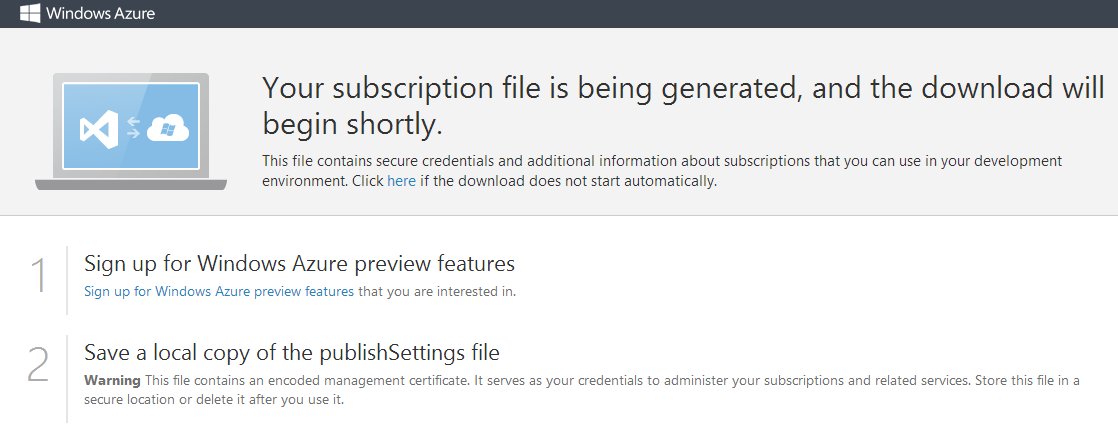 Windows Azure
Your subscription file is being generated, and the download will
begin shortly.
This file contains secure credentials and additional information about subscriptions that you can use in your development
environment. Click here if the download does not start automatically.
1
Sign up for Windows Azure preview features
Sign up for Windows Azure preview features that you are interested in.
2
Save a local copy of the publishSettings file
Warning This file contains an encoded management certificate. It serves as your credentials to administer your subscriptions and related services. Store this file in a
secure location or delete it after you use it.